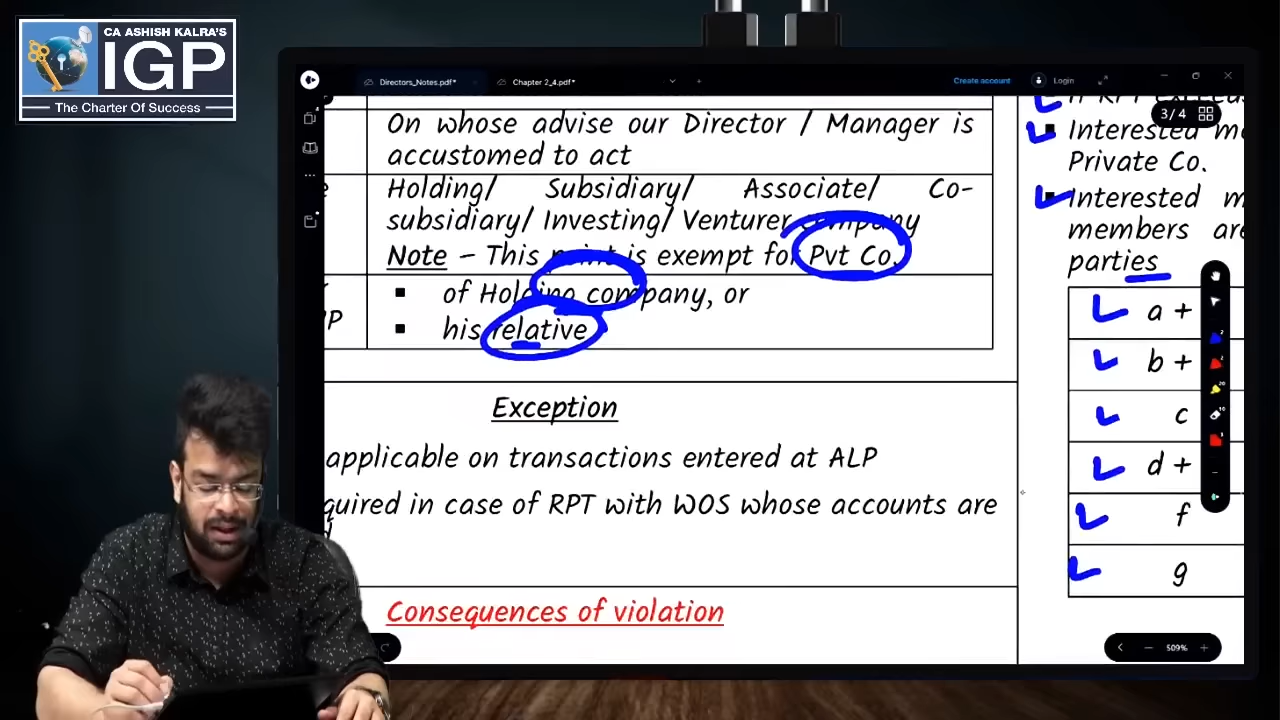 CA ASHISH KALRA'S
IGP
The Charter Of Success
Directors_Notes.pdf*
Chapter 2_4.pdf*
Create account
Login
3/ 4
On whose advise our Director / Manager is
accustomed to act
Holding/ Subsidiary/ Associate/ Co-
subsidiary/ Investing/ Venturer company
Note – This point is exempt for Pvt Co.
▪ of Holding company, or
▪ his relative
Exception
applicable on transactions entered at ALP
quired in case of RPT with WOS whose accounts are
Consequences of violation
Interested
Private Co.
Interested
members are
parties
a +
b +
c
d +
f
g
509%